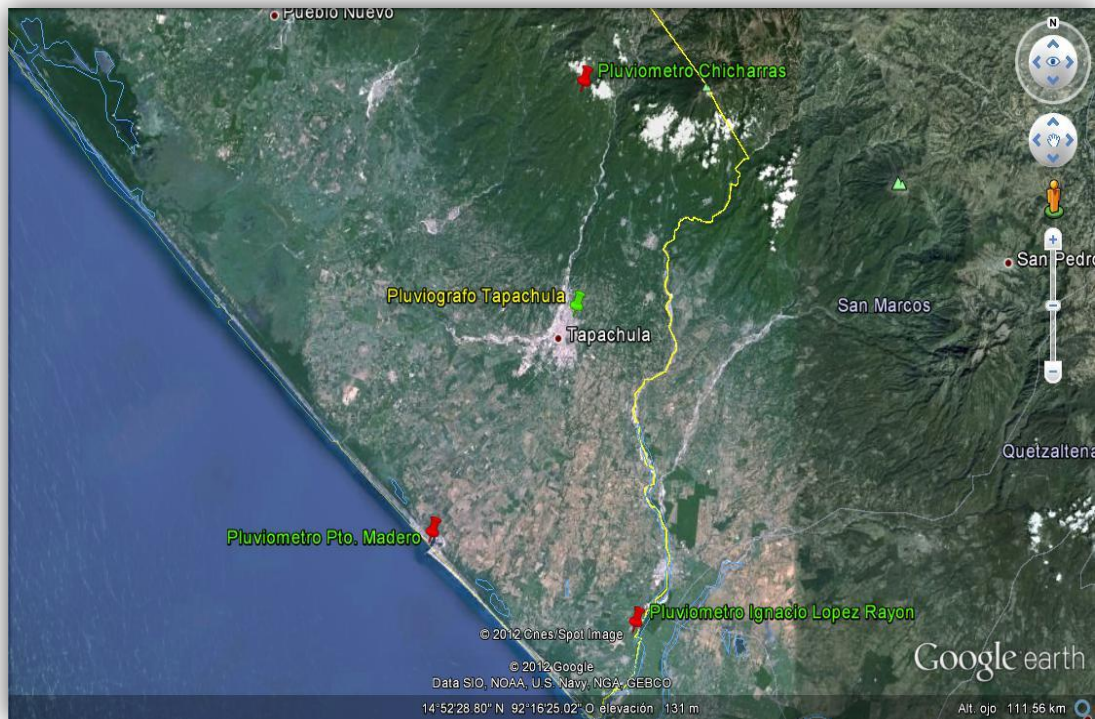 Pueblo Nuevo
N
Pluviometro Chicharras
San Pedro
Pluviografo Tapachula
San Marcos
Tapachula
Quetzaltena
Pluviometro Pto. Madero
Pluviometro Ignacio Lopez Rayon
© 2012 Cnes/Spot Image
Google earth
© 2012 Google
Data SIO, NOAA, U.S. Navy, NGA, GEBCO
14°52'28.80" N 92°16'25.02" O elevación 131 m
Alt. ojo 111.56 km